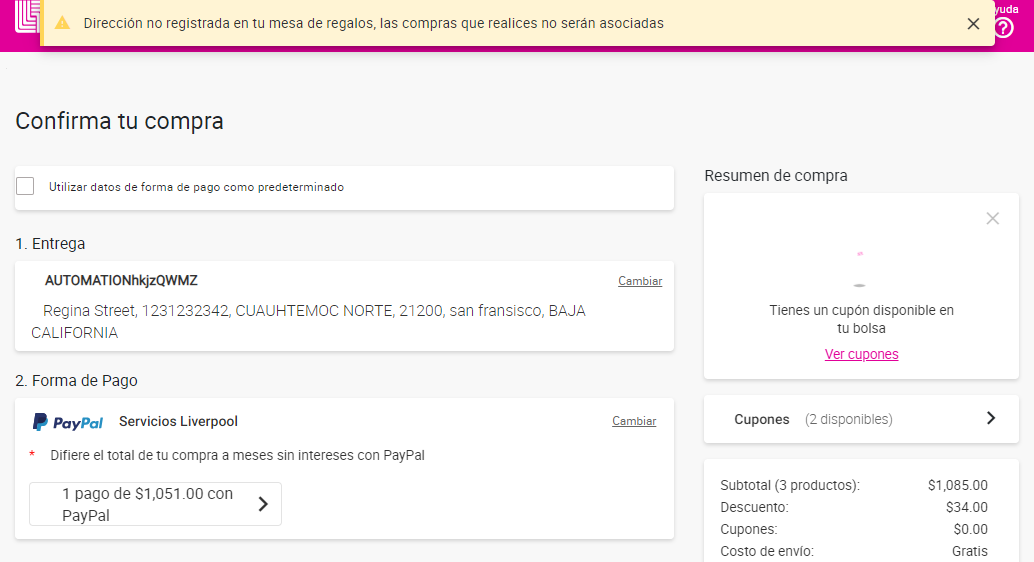 Dirección no registrada en tu mesa de regalos, las compras que realices no serán asociadas
yuda
Confirma tu compra
Utilizar datos de forma de pago como predeterminado
1. Entrega
AUTOMATIONhkjzQWMZ
Cambiar
Regina Street, 1231232342, CUAUHTEMOC NORTE, 21200, san fransisco, BAJA
CALIFORNIA
2. Forma de Pago
PayPal Servicios Liverpool
Cambiar
* Difiere el total de tu compra a meses sin intereses con PayPal
1 pago de $1,051.00 con
PayPal
Resumen de compra
Tienes un cupón disponible en
tu bolsa
Ver cupones
Cupones (2 disponibles)
Subtotal (3 productos): $1,085.00
Descuento: $34.00
Cupones: $0.00
Costo de envío: Gratis